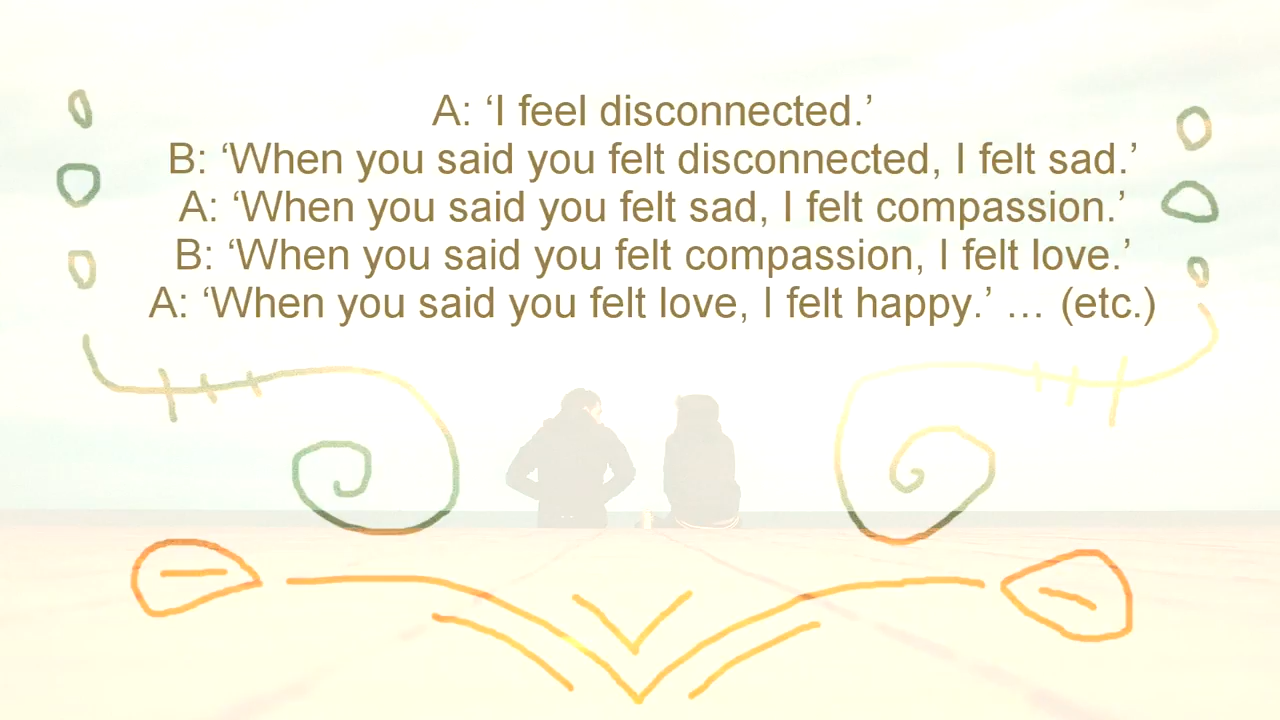 A: ‘I feel disconnected.’
B: ‘When you said you felt disconnected, I felt sad.’
A: ‘When you said you felt sad, I felt compassion.’
B: ‘When you said you felt compassion, I felt love.’
A: ‘When you said you felt love, I felt happy.’ … (etc.)